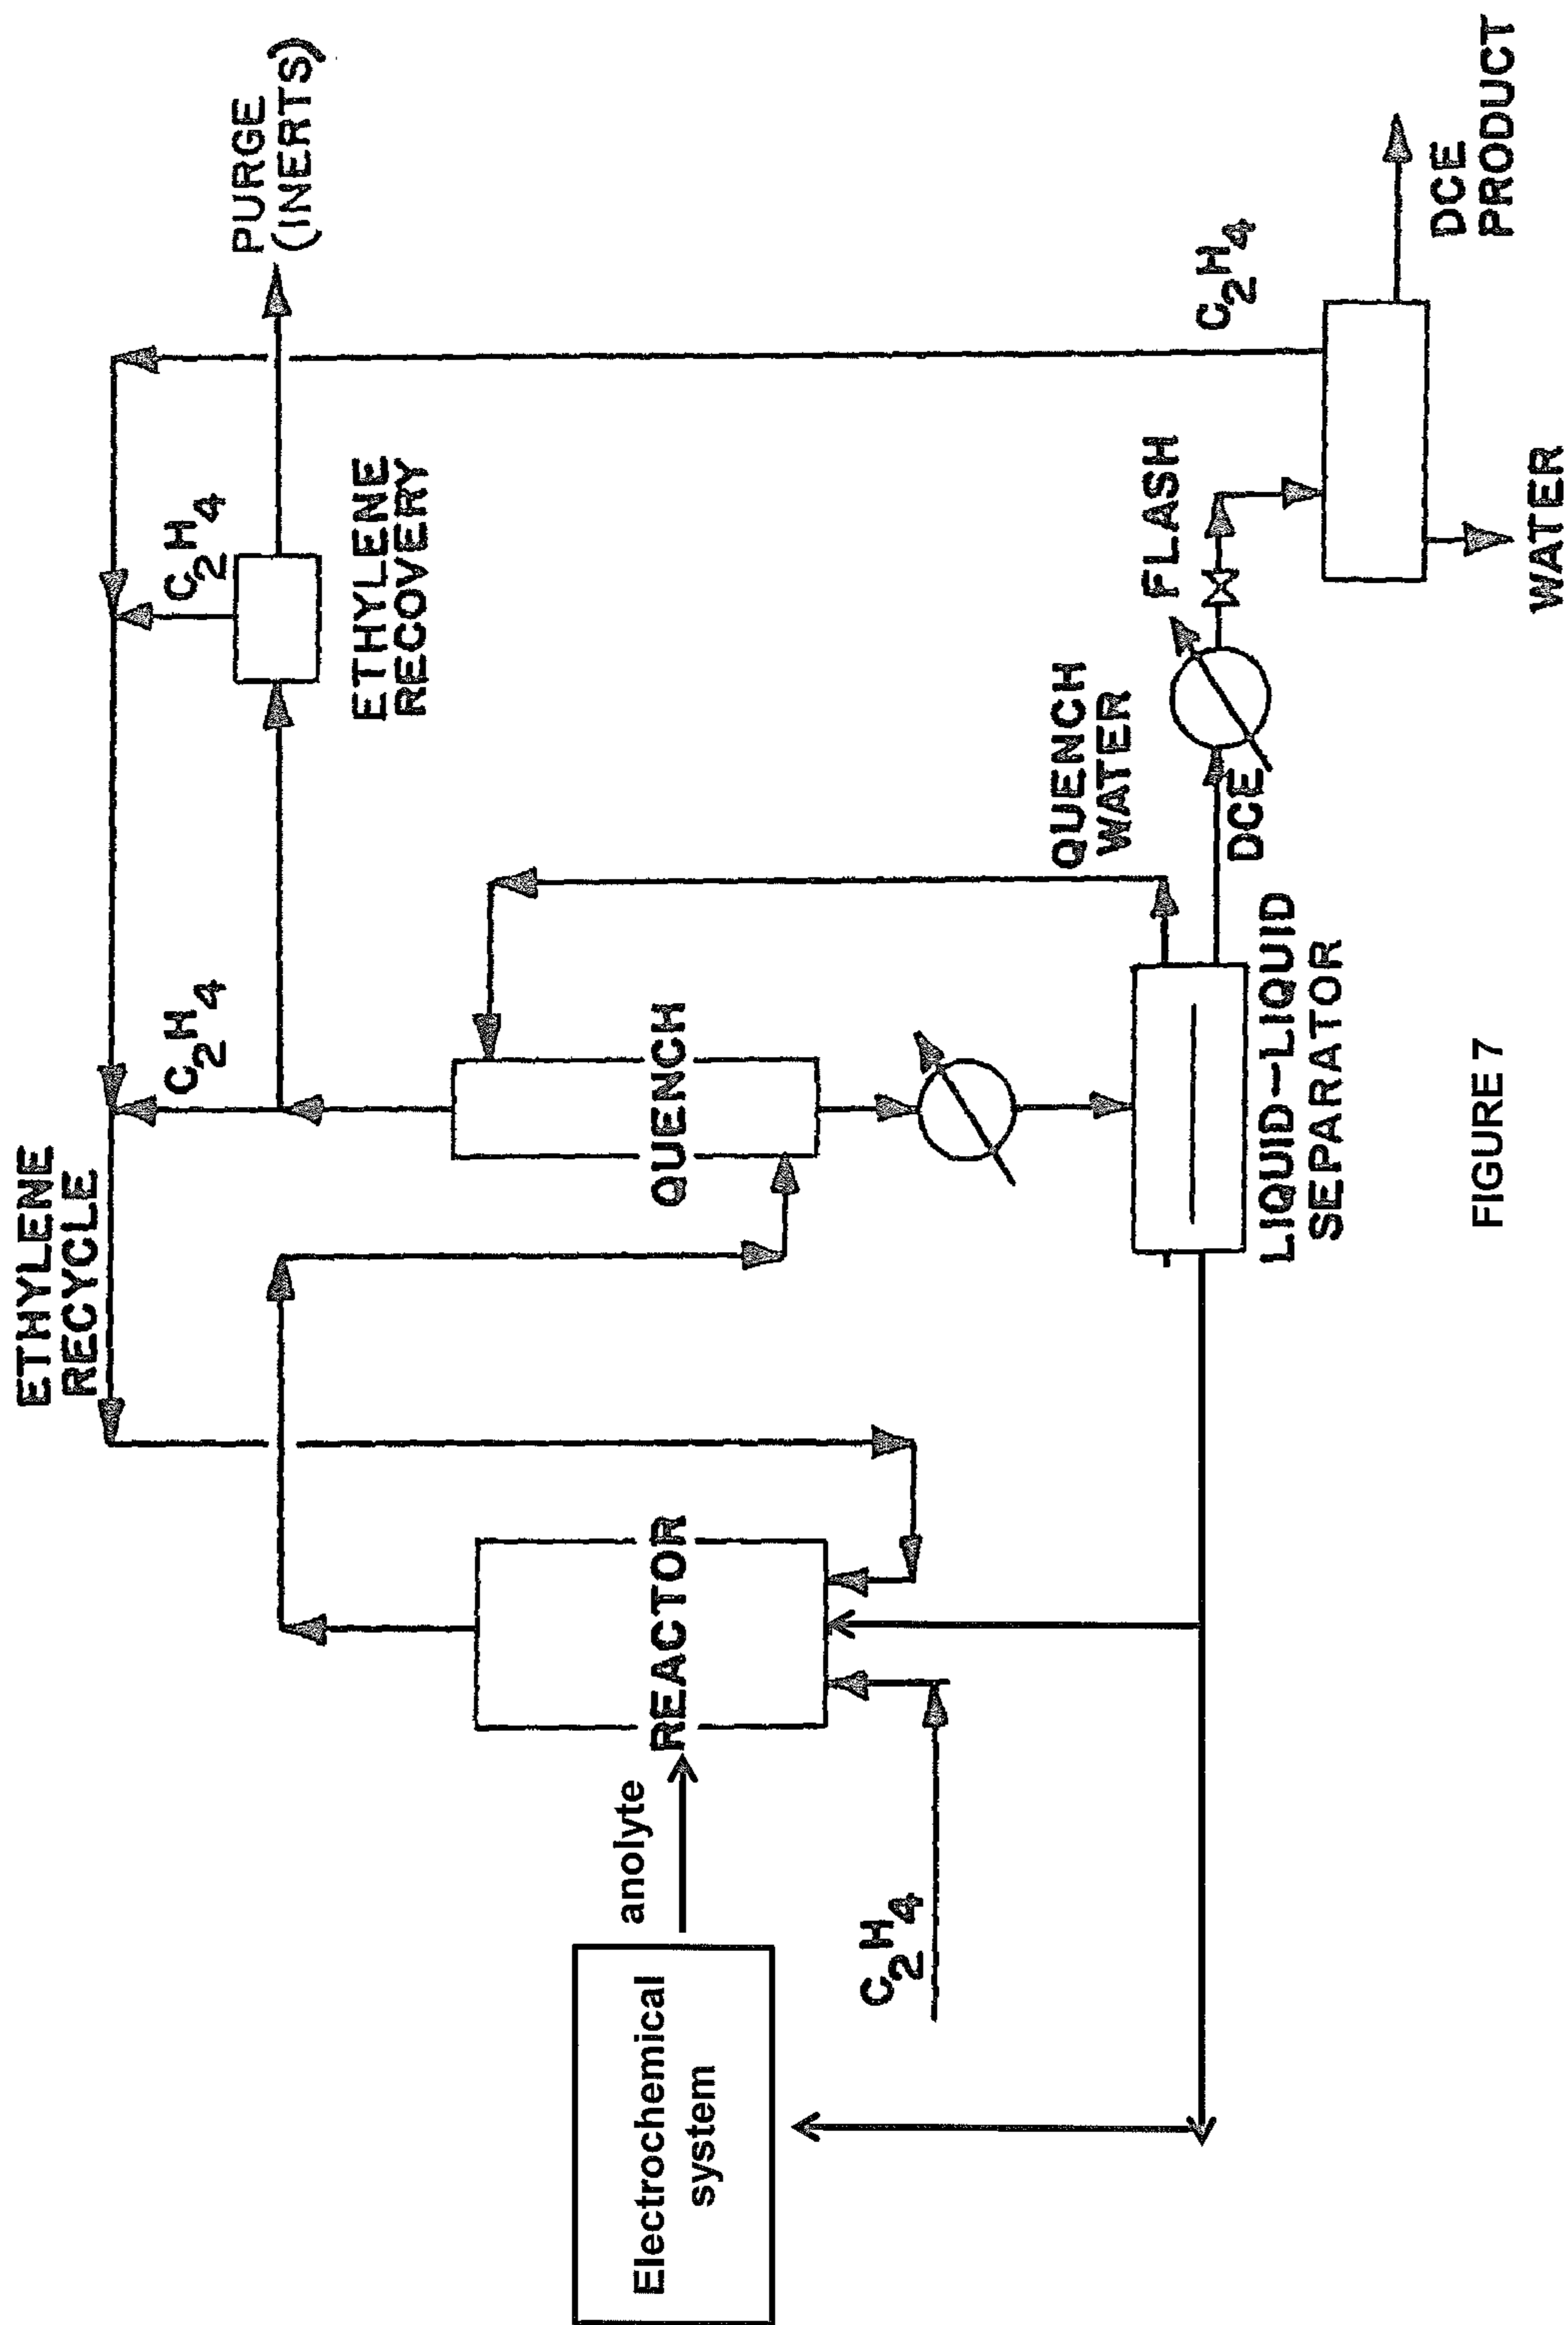 ETHYLENE
RECYCLE
C2H4
C2H4
PURGE
(INERTS)
ETHYLENE
RECOVERY
Electrochemical
system
anolyte
REACTOR
QUENCH
C2H4
QUENCH
WATER
DCE
FLASH
C2H4
LIQUID-LIQUID
SEPARATOR
WATER
DCE
PRODUCT
FIGURE 7